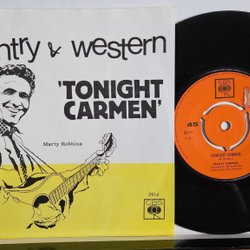 ntry & western
'TONIGHT
CARMEN'
Marty Robbins
CBS
45
TONIGHT CARMEN
MARTY ROBBINS
CBS